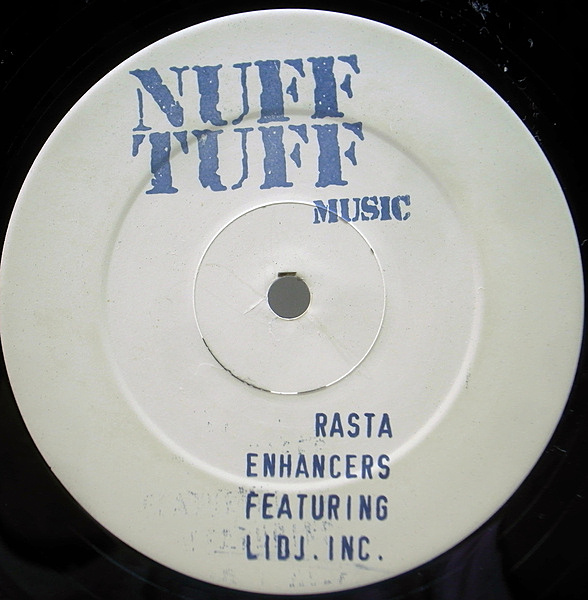 NUFF
TUFF
MUSIC
RASTA
ENHANCERS
FEATURING
LIDJ.INC.